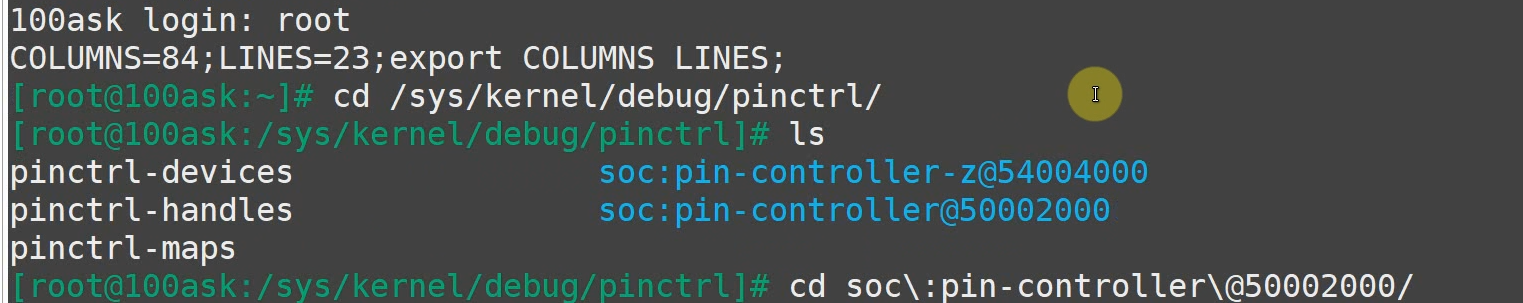 100ask login: root
COLUMNS=84;LINES=23;export COLUMNS LINES;
[root@100ask:~]# cd /sys/kernel/debug/pinctrl/
[root@100ask:/sys/kernel/debug/pinctrl]# ls
pinctrl-devices                soc:pin-controller-z@54004000
pinctrl-handles                soc:pin-controller@50002000
pinctrl-maps
[root@100ask:/sys/kernel/debug/pinctrl]# cd soc\:pin-controller\@50002000/